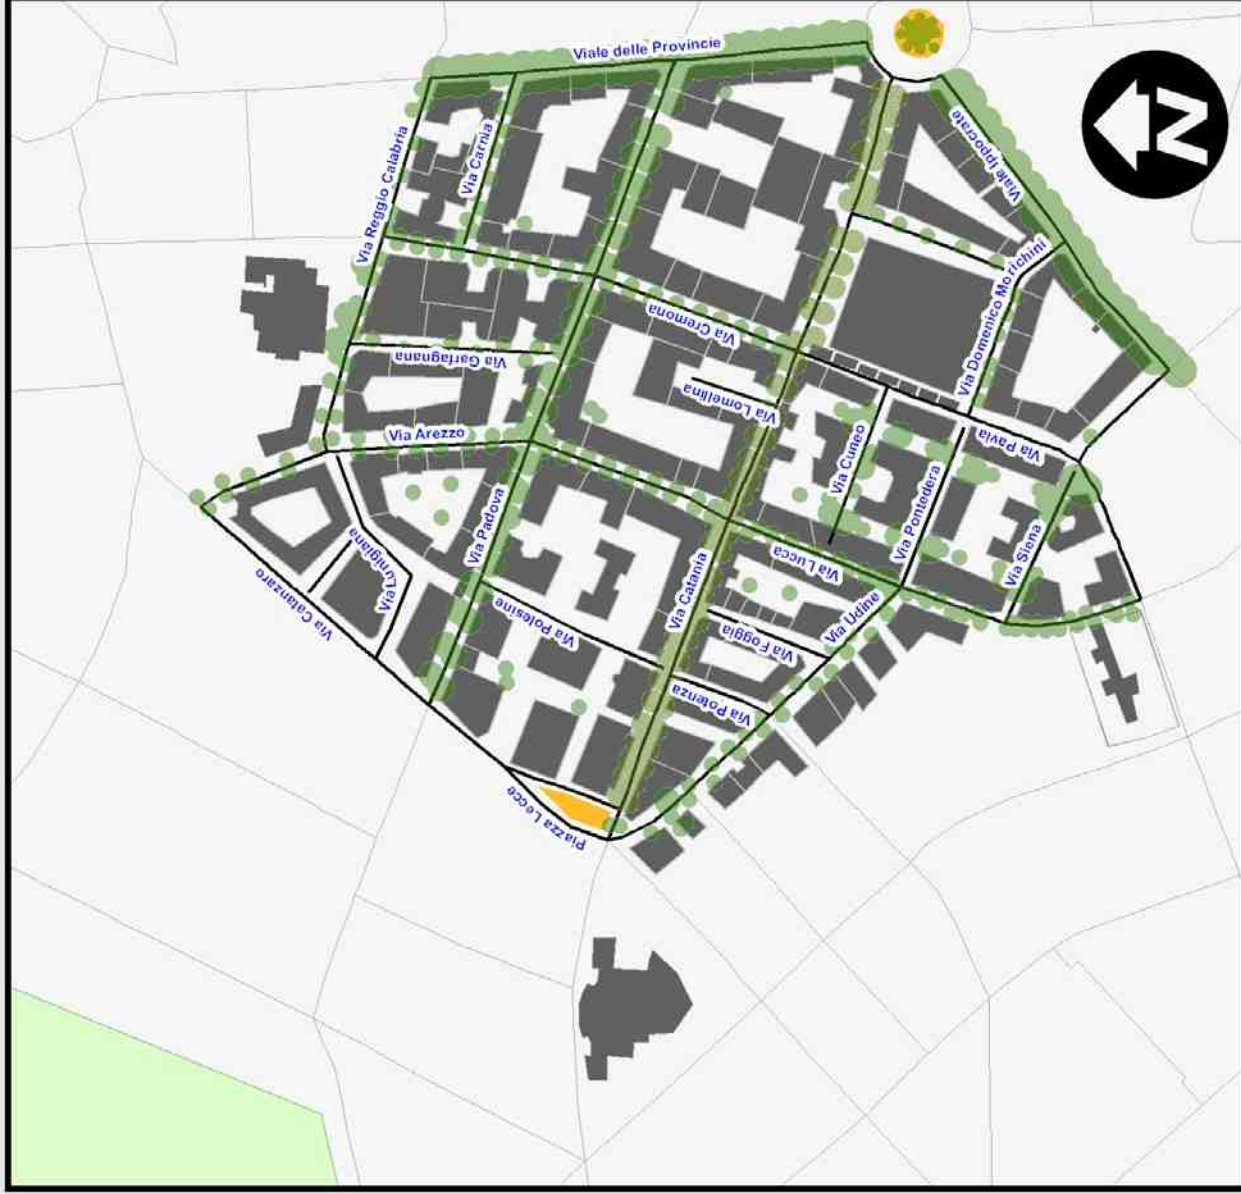 Viale delle Provincie
Viale Ippocrate
Via Reggio Calabria
Via Carnia
N
Via Cremona
Via Domenico Morichini
Via Garfagnana
Via Lomellina
Via Arezzo
Via Cuneo
Via Pavia
Via Padova
Via Pontedera
Via Lunigiana
Via Lucca
Via Siena
Via Catanzaro
Via Polesine
Via Catania
Via Foggia
Via Udine
Via Potenza
Piazza Lecce